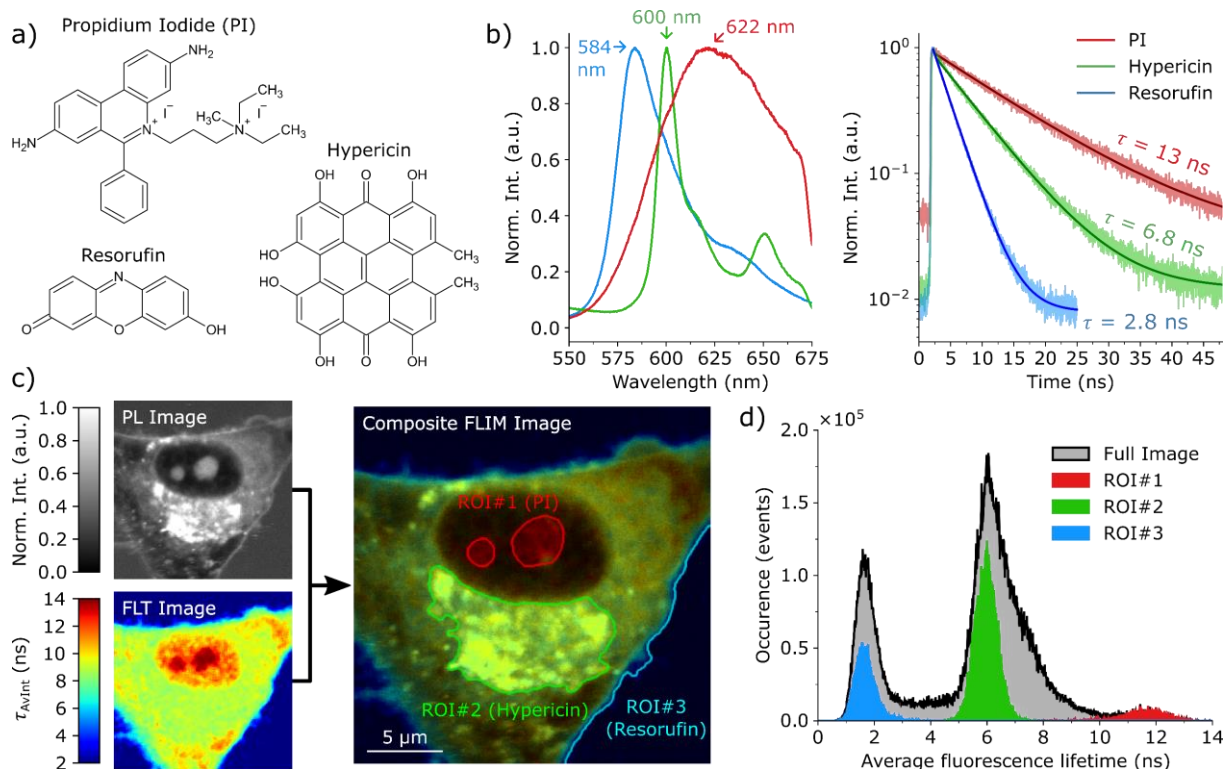 a)
Propidium Iodide (PI)
NH2
CH3
I−
I−
H3C
N+
N+
CH3
H2N
Hypericin
OH O OH
HO
CH3
HO
CH3
OH O OH
Resorufin
N
O O OH
b)
600 nm
584
nm
622 nm
Norm. Int. (a.u.)
1.0
0.8
0.6
0.4
0.2
0.0
550 575 600 625 650 675
Wavelength (nm)
PI
Hypericin
Resorufin
Norm. Int. (a.u.)
10^0
10^-1
10^-2
τ = 13 ns
τ = 6.8 ns
τ = 2.8 ns
0 5 10 15 20 25 30 35 40 45
Time (ns)
c)
Norm. Int. (a.u.)
1.0
0.8
0.6
0.4
0.2
0.0
PL Image
τAvInt (ns)
14
12
10
8
6
4
2
FLT Image
Composite FLIM Image
ROI#1 (PI)
ROI#2 (Hypericin)
ROI#3
(Resorufin)
5 μm
d)
×10^5
Occurence (events)
2.0
1.5
1.0
0.5
0.0
Full Image
ROI#1
ROI#2
ROI#3
0 2 4 6 8 10 12 14
Average fluorescence lifetime (ns)